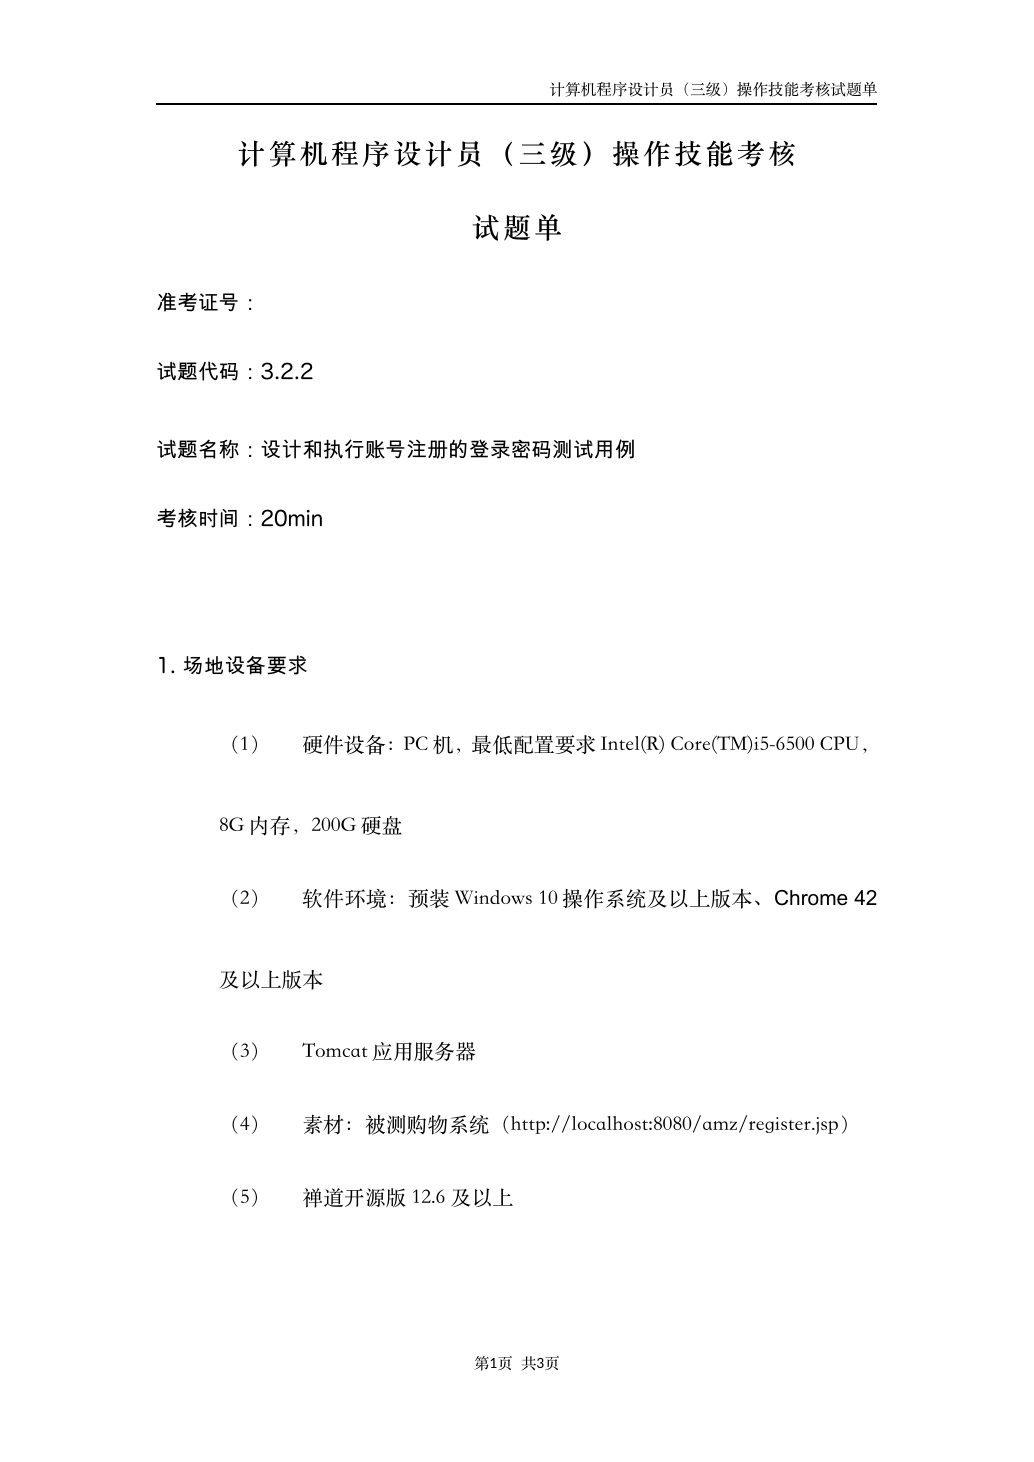 计算机程序设计员（三级）操作技能考核试题单
计算机程序设计员（三级）操作技能考核
试题单
准考证号：
试题代码：3.2.2
试题名称：设计和执行账号注册的登录密码测试用例
考核时间：20min
1. 场地设备要求
（1） 硬件设备：PC 机，最低配置要求 Intel(R) Core(TM)i5-6500 CPU，
8G 内存，200G 硬盘
（2） 软件环境：预装 Windows 10 操作系统及以上版本、Chrome 42
及以上版本
（3） Tomcat 应用服务器
（4） 素材：被测购物系统（http://localhost:8080/amz/register.jsp）
（5） 禅道开源版 12.6 及以上
第1页 共3页